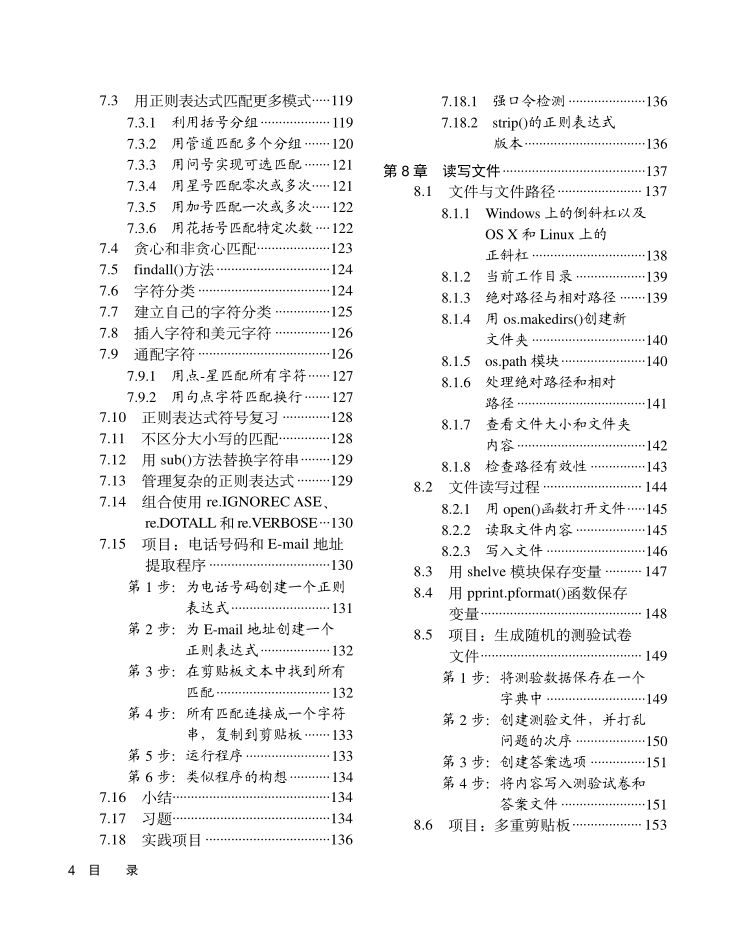 7.3 用正则表达式匹配更多模式·····119
7.3.1 利用括号分组···················119
7.3.2 用管道匹配多个分组·······120
7.3.3 用问号实现可选匹配·······121
7.3.4 用星号匹配零次或多次·····121
7.3.5 用加号匹配一次或多次·····122
7.3.6 用花括号匹配特定次数····122
7.4 贪心和非贪心匹配···················123
7.5 findall()方法······························124
7.6 字符分类···································124
7.7 建立自己的字符分类··············125
7.8 插入字符和美元字符··············126
7.9 通配字符···································126
7.9.1 用点-星匹配所有字符······127
7.9.2 用句点字符匹配换行·······127
7.10 正则表达式符号复习·············128
7.11 不区分大小写的匹配·············128
7.12 用 sub()方法替换字符串········129
7.13 管理复杂的正则表达式·········129
7.14 组合使用 re.IGNOREC ASE、
re.DOTALL 和 re.VERBOSE···130
7.15 项目：电话号码和 E-mail 地址
提取程序································130
第 1 步：为电话号码创建一个正则
表达式··························131
第 2 步：为 E-mail 地址创建一个
正则表达式···················132
第 3 步：在剪贴板文本中找到所有
匹配······························132
第 4 步：所有匹配连接成一个字符
串，复制到剪贴板·······133
第 5 步：运行程序·······················133
第 6 步：类似程序的构想···········134
7.16 小结··········································134
7.17 习题··········································134
7.18 实践项目·································136
7.18.1 强口令检测·····················136
7.18.2 strip()的正则表达式
版本································136
第 8 章 读写文件······································137
8.1 文件与文件路径·······················137
8.1.1 Windows 上的倒斜杠以及
OS X 和 Linux 上的
正斜杠······························138
8.1.2 当前工作目录···················139
8.1.3 绝对路径与相对路径·······139
8.1.4 用 os.makedirs()创建新
文件夹······························140
8.1.5 os.path 模块······················140
8.1.6 处理绝对路径和相对
路径··································141
8.1.7 查看文件大小和文件夹
内容··································142
8.1.8 检查路径有效性···············143
8.2 文件读写过程··························144
8.2.1 用 open()函数打开文件·····145
8.2.2 读取文件内容···················145
8.2.3 写入文件··························146
8.3 用 shelve 模块保存变量··········147
8.4 用 pprint.pformat()函数保存
变量···········································148
8.5 项目：生成随机的测验试卷
文件···········································149
第 1 步：将测验数据保存在一个
字典中···························149
第 2 步：创建测验文件，并打乱
问题的次序···················150
第 3 步：创建答案选项···············151
第 4 步：将内容写入测验试卷和
答案文件·······················151
8.6 项目：多重剪贴板···················153
4 目 录